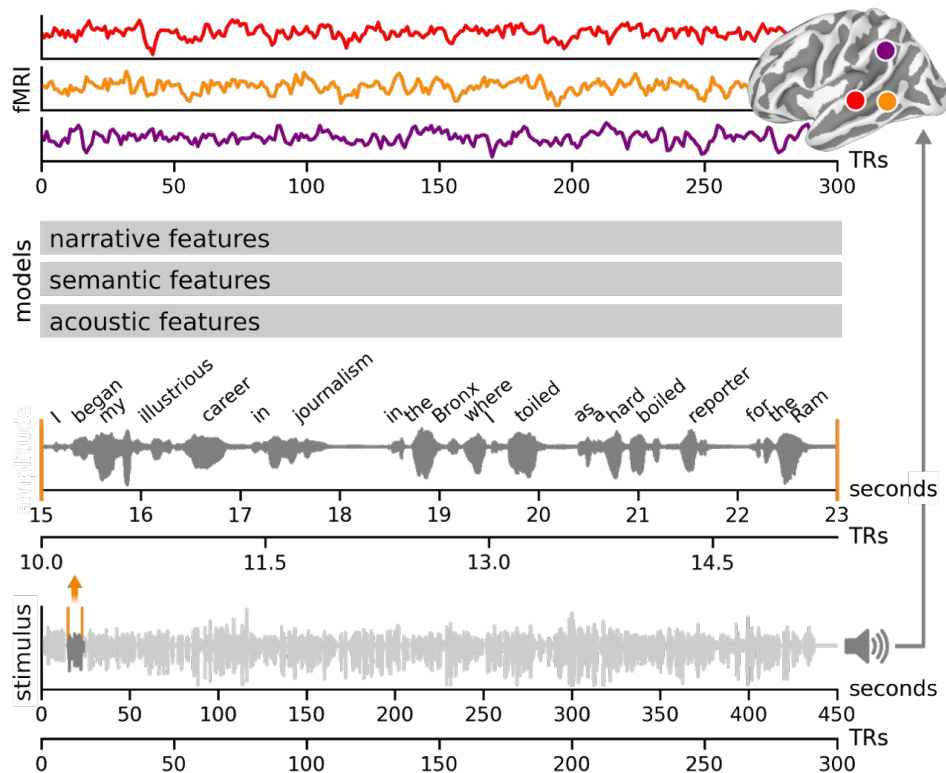 fMRI
TRs
0 50 100 150 200 250 300
models
narrative features
semantic features
acoustic features
I began my illustrious career in journalism in the Bronx where I toiled as a hard boiled reporter for the Ram
amplitude
seconds
15 16 17 18 19 20 21 22 23
TRs
10.0 11.5 13.0 14.5
stimulus
seconds
0 50 100 150 200 250 300 350 400 450
TRs
0 50 100 150 200 250 300